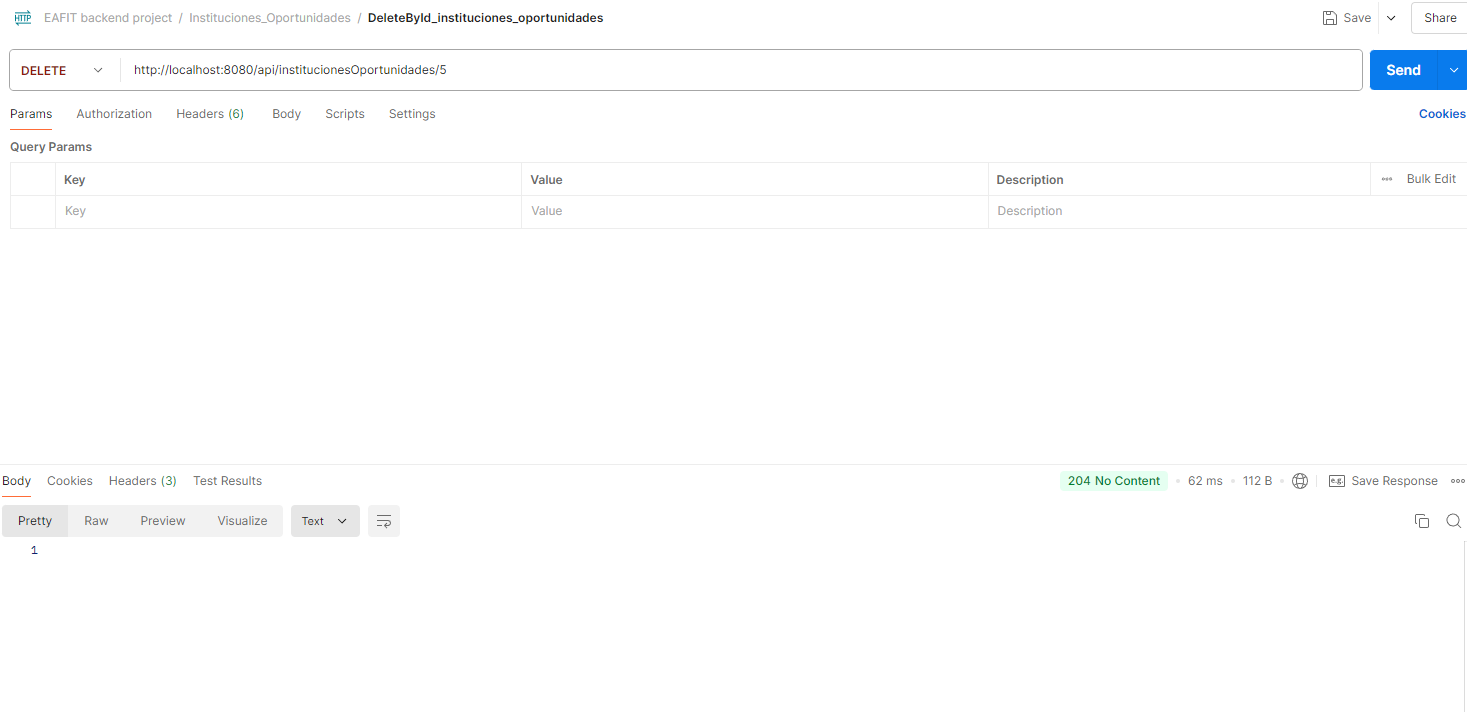 HTTP EAFIT backend project / Instituciones_Oportunidades / DeleteById_instituciones_oportunidades Save Share
DELETE http://localhost:8080/api/institucionesOportunidades/5 Send
Params Authorization Headers (6) Body Scripts Settings Cookies
Query Params
Key Value Description Bulk Edit
Key Value Description
Body Cookies Headers (3) Test Results 204 No Content 62 ms 112 B e.g. Save Response
Pretty Raw Preview Visualize Text
1